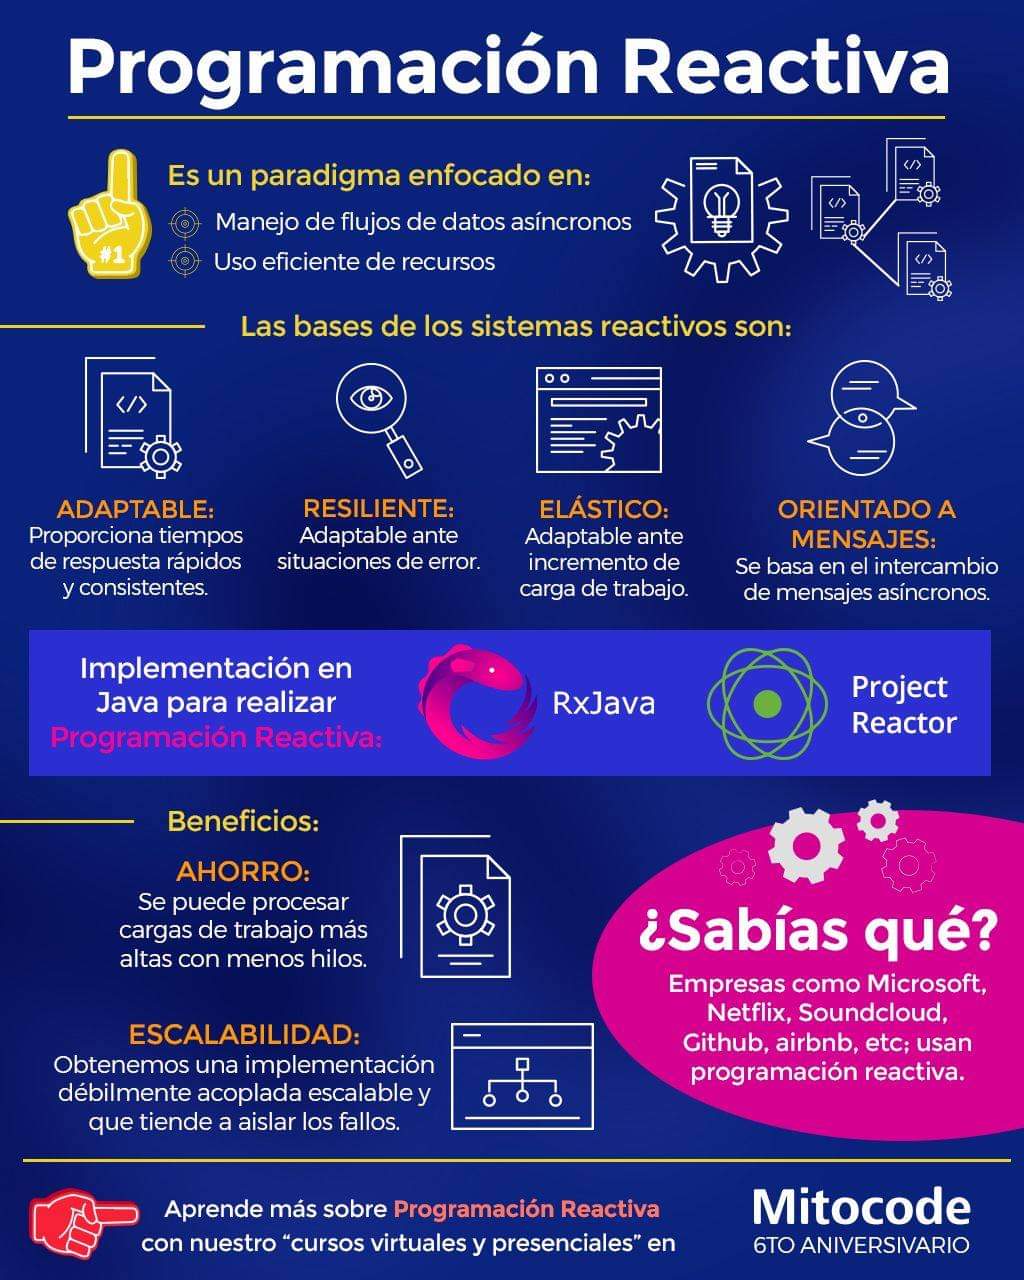 Programación Reactiva
#1
Es un paradigma enfocado en:
Manejo de flujos de datos asíncronos
Uso eficiente de recursos
Las bases de los sistemas reactivos son:
ADAPTABLE:
Proporciona tiempos
de respuesta rápidos
y consistentes.
RESILIENTE:
Adaptable ante
situaciones de error.
ELÁSTICO:
Adaptable ante
incremento de
carga de trabajo.
ORIENTADO A
MENSAJES:
Se basa en el intercambio
de mensajes asíncronos.
Implementación en
Java para realizar
Programación Reactiva:
RxJava
Project
Reactor
Beneficios:
AHORRO:
Se puede procesar
cargas de trabajo más
altas con menos hilos.
ESCALABILIDAD:
Obtenemos una implementación
débilmente acoplada escalable y
que tiende a aislar los fallos.
¿Sabías qué?
Empresas como Microsoft,
Netflix, Soundcloud,
Github, airbnb, etc; usan
programación reactiva.
Aprende más sobre Programación Reactiva
con nuestro “cursos virtuales y presenciales” en
Mitocode
6TO ANIVERSIVARIO